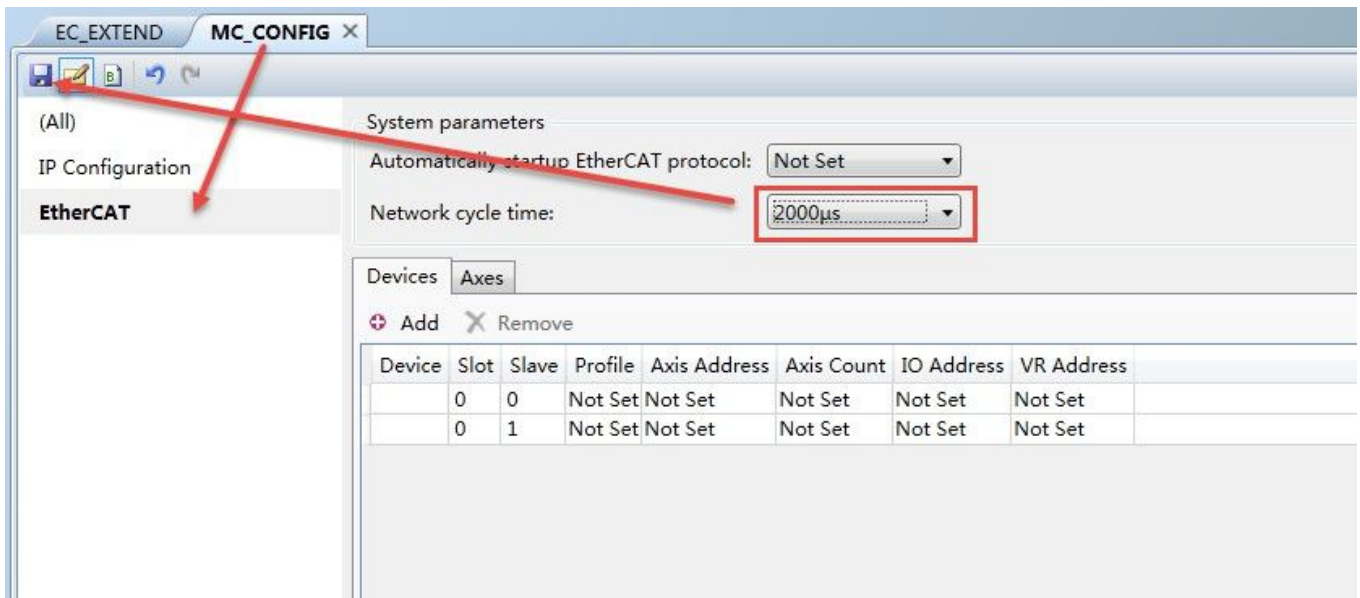 EC_EXTEND MC_CONFIG
B
(All)
IP Configuration
EtherCAT
System parameters
Automatically startup EtherCAT protocol: Not Set
Network cycle time: 2000µs
Devices Axes
Add Remove
Device Slot Slave Profile Axis Address Axis Count IO Address VR Address
0 0 Not Set Not Set Not Set Not Set Not Set
0 1 Not Set Not Set Not Set Not Set Not Set